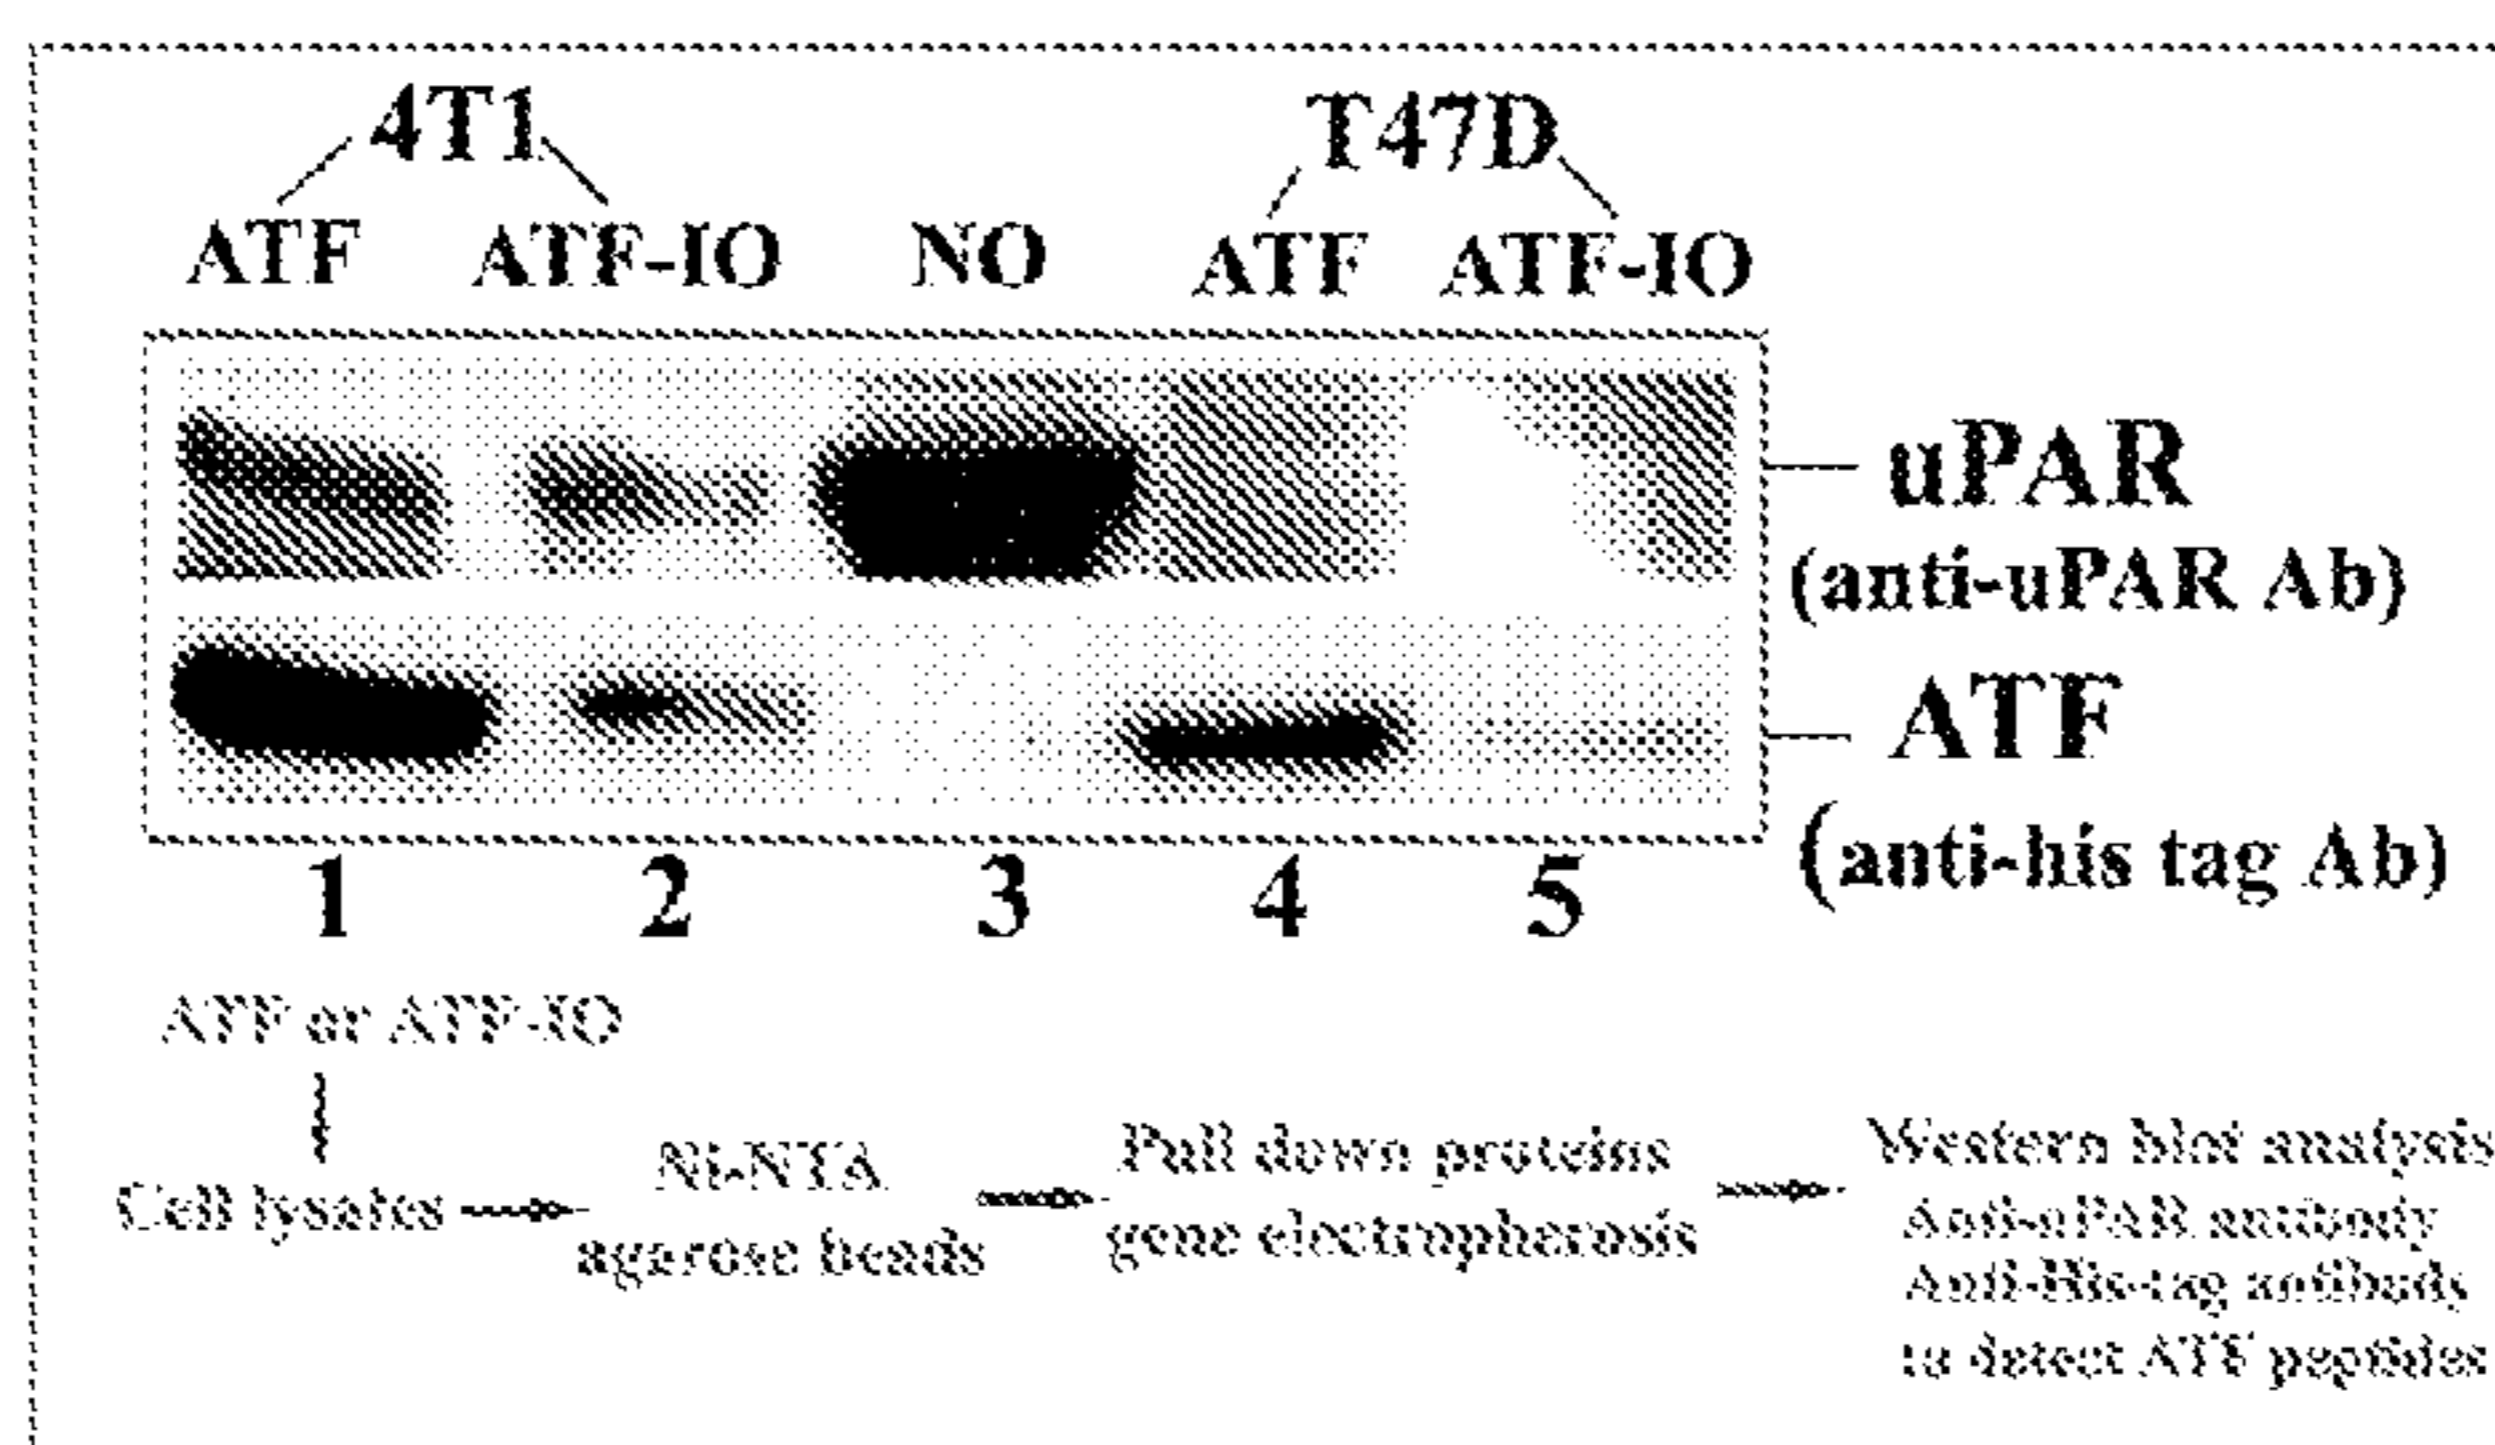 4T1 T47D
ATF ATF-IO NO ATF ATF-IO
uPAR
(anti-uPAR Ab)
ATF
(anti-his tag Ab)
1 2 3 4 5
ATF or ATF-IO
Cell lysates
Ni-NTA
agarose beads
Pull down proteins
gene electropherosis
Western blot analysis
Anti-uPAR antibody
Anti-His-tag antibody
to detect ATF peptides